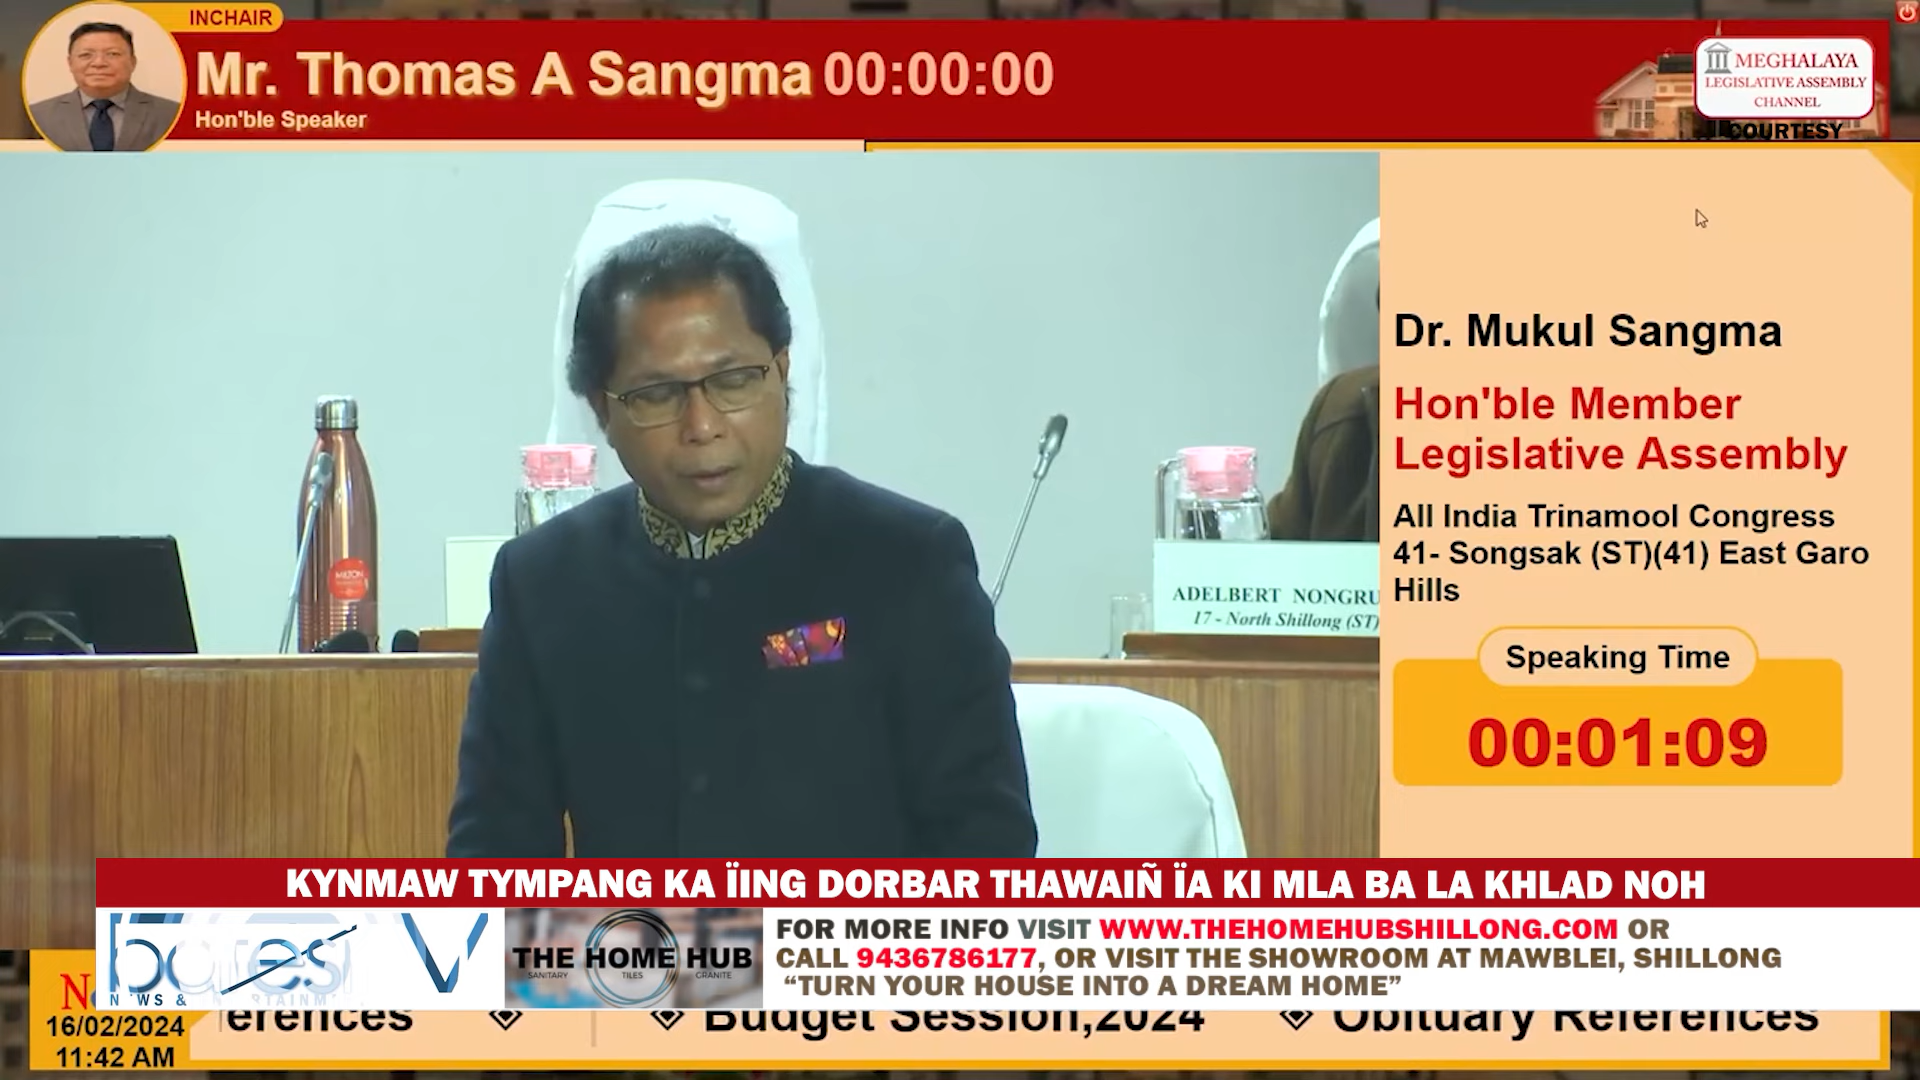 INCHAIR
Mr. Thomas A Sangma 00:00:00
Hon'ble Speaker
MEGHALAYA
LEGISLATIVE ASSEMBLY
CHANNEL
COURTESY
Dr. Mukul Sangma
Hon'ble Member
Legislative Assembly
All India Trinamool Congress
41- Songsak (ST)(41) East Garo
Hills
Speaking Time
00:01:09
MILTON
ADELBERT NONGRU
17 - North Shillong (ST)
KYNMAW TYMPANG KA ÏING DORBAR THAWAIÑ ÏA KI MLA BA LA KHLAD NOH
THE HOME HUB
SANITARY TILES GRANITE
FOR MORE INFO VISIT WWW.THEHOMEHUBSHILLONG.COM OR
CALL 9436786177, OR VISIT THE SHOWROOM AT MAWBLEI, SHILLONG
“TURN YOUR HOUSE INTO A DREAM HOME”
NEWS &
16/02/2024
11:42 AM
erences Budget Session,2024 Obituary References